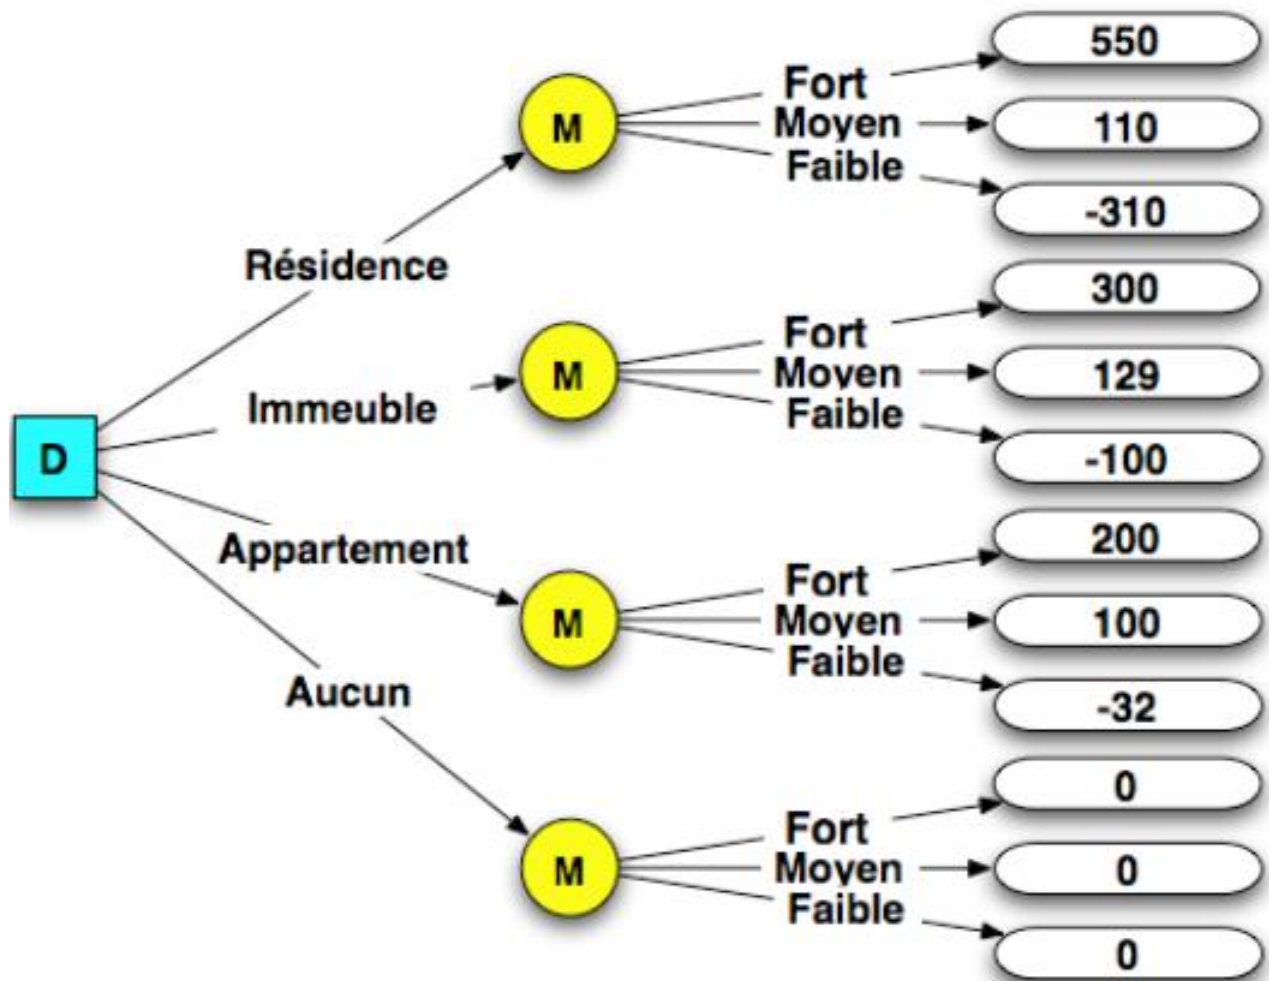 550
Fort
M
Moyen
110
Faible
-310
Résidence
300
Fort
M
Moyen
129
Faible
-100
Immeuble
D
200
Appartement
Fort
M
Moyen
100
Faible
-32
Aucun
0
Fort
M
Moyen
0
Faible
0